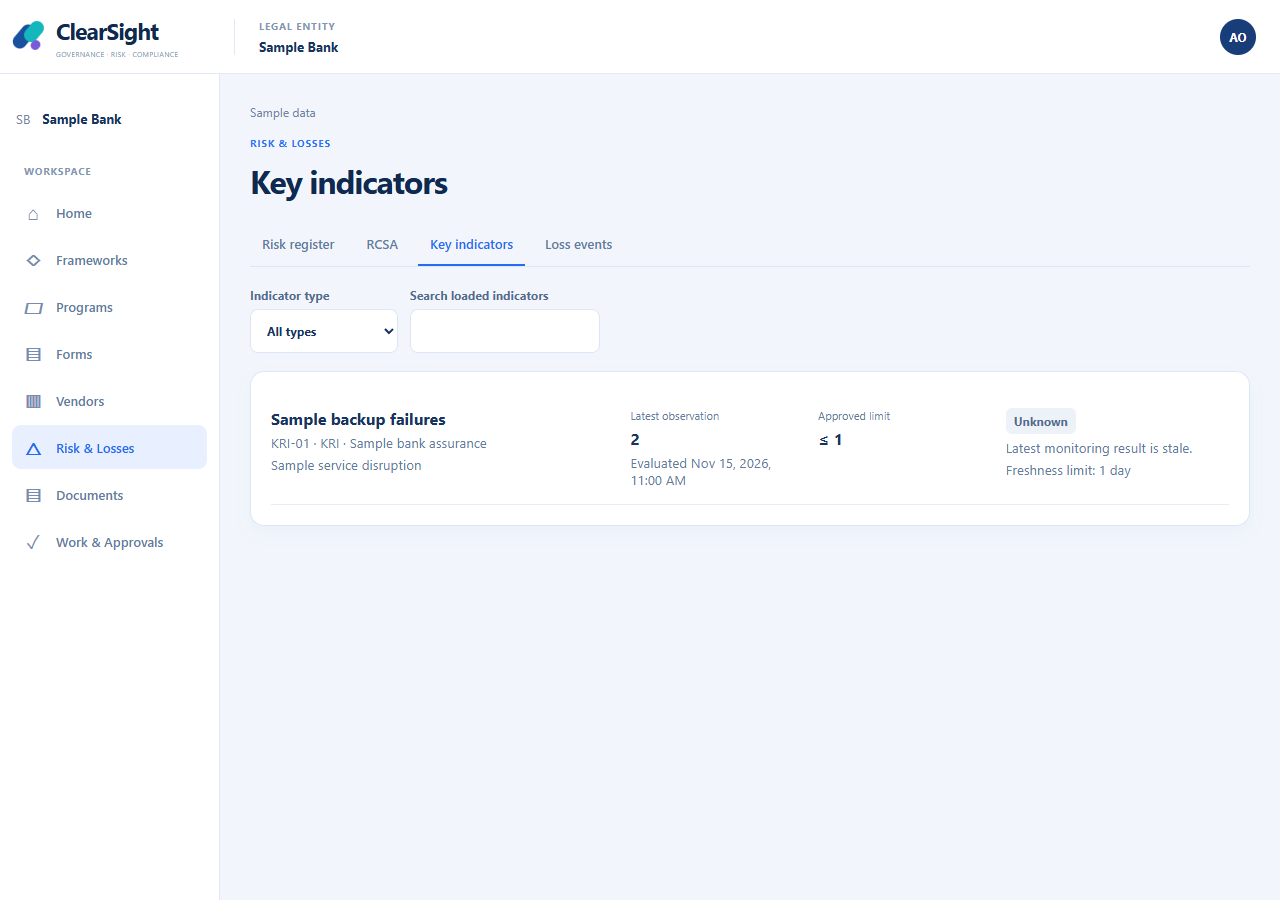 ClearSight
GOVERNANCE · RISK · COMPLIANCE
LEGAL ENTITY
Sample Bank
AO
SB Sample Bank
WORKSPACE
Home
Frameworks
Programs
Forms
Vendors
Risk & Losses
Documents
Work & Approvals
Sample data
RISK & LOSSES
Key indicators
Risk register RCSA Key indicators Loss events
Indicator type
All types
Search loaded indicators
Sample backup failures
KRI-01 · KRI · Sample bank assurance
Sample service disruption
Latest observation
2
Evaluated Nov 15, 2026,
11:00 AM
Approved limit
≤ 1
Unknown
Latest monitoring result is stale.
Freshness limit: 1 day